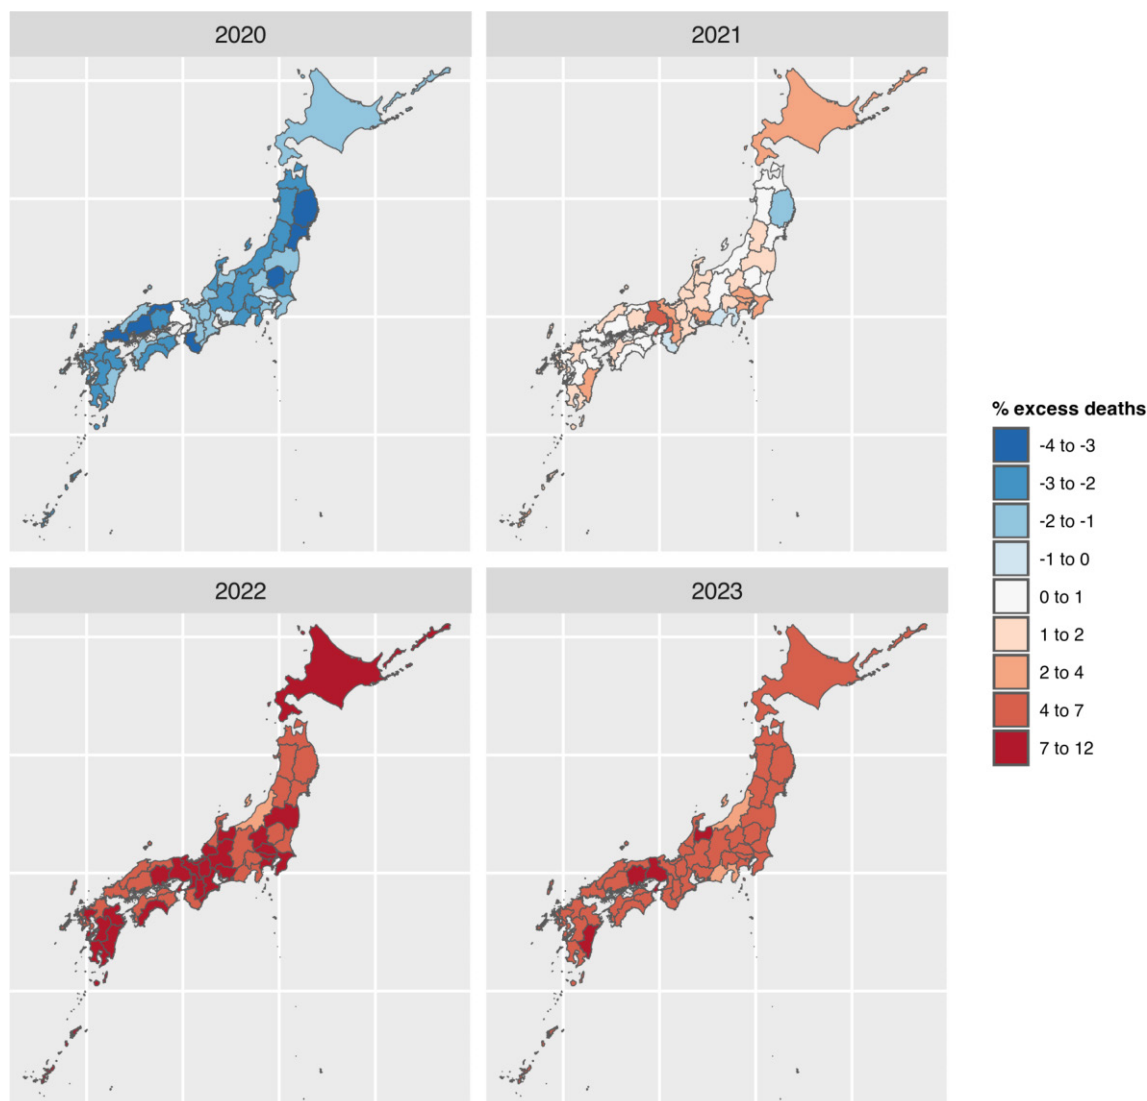 2020
2021
2022
2023
% excess deaths
-4 to -3
-3 to -2
-2 to -1
-1 to 0
0 to 1
1 to 2
2 to 4
4 to 7
7 to 12